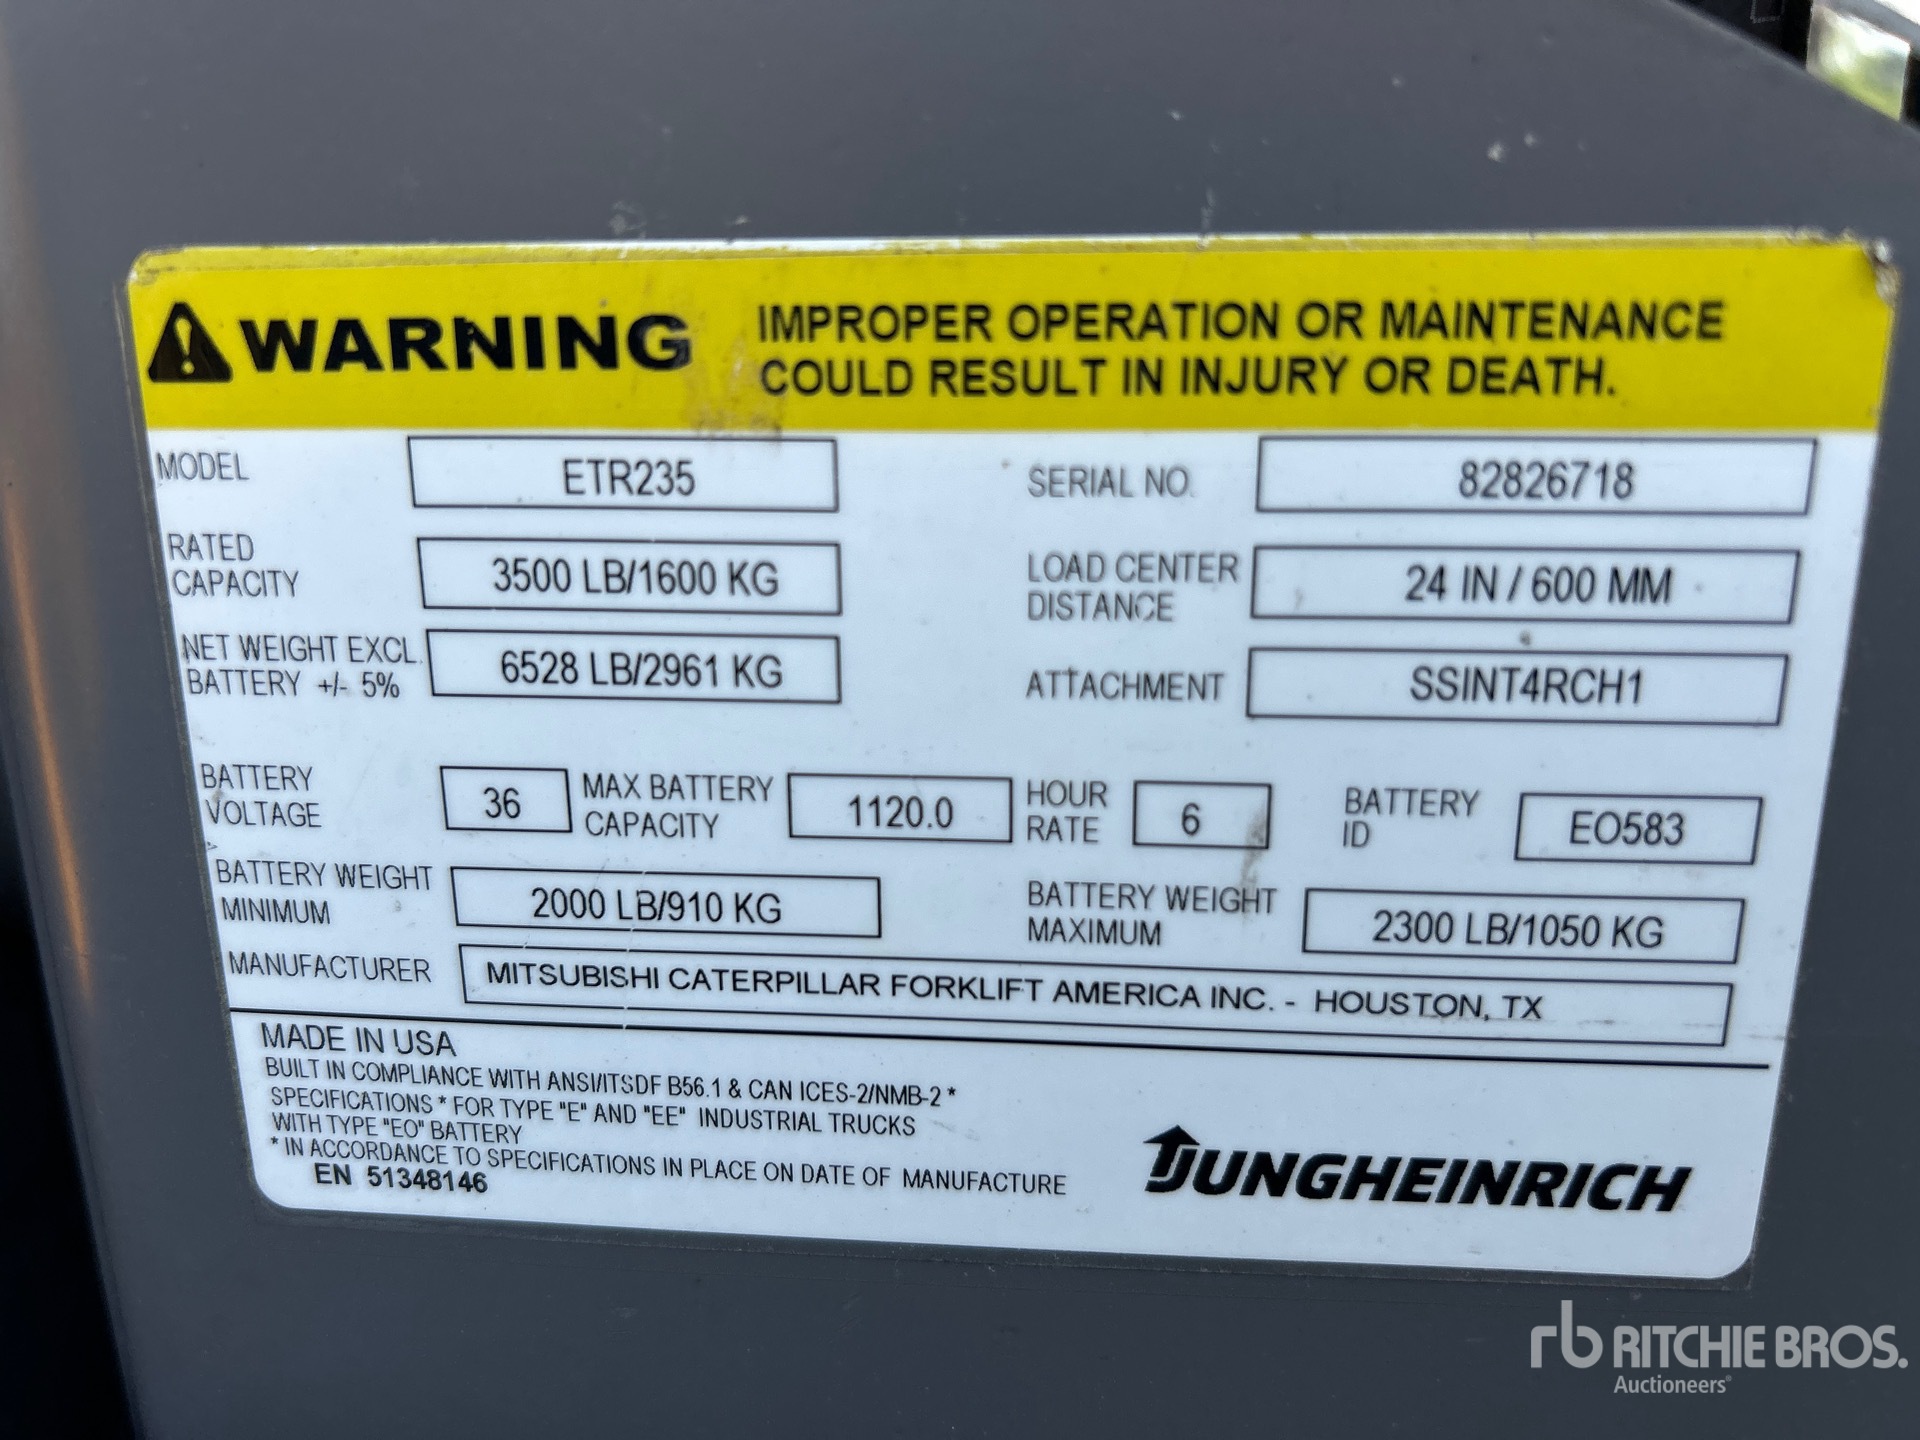 WARNING
IMPROPER OPERATION OR MAINTENANCE
COULD RESULT IN INJURY OR DEATH.
MODEL ETR235 SERIAL NO. 82826718
RATED
CAPACITY 3500 LB/1600 KG
LOAD CENTER
DISTANCE 24 IN / 600 MM
NET WEIGHT EXCL.
BATTERY +/- 5% 6528 LB/2961 KG
ATTACHMENT SSINT4RCH1
BATTERY
VOLTAGE 36
MAX BATTERY
CAPACITY 1120.0
HOUR
RATE 6
BATTERY
ID EO583
BATTERY WEIGHT
MINIMUM 2000 LB/910 KG
BATTERY WEIGHT
MAXIMUM 2300 LB/1050 KG
MANUFACTURER MITSUBISHI CATERPILLAR FORKLIFT AMERICA INC. - HOUSTON, TX
MADE IN USA
BUILT IN COMPLIANCE WITH ANSI/ITSDF B56.1 & CAN ICES-2/NMB-2 *
SPECIFICATIONS * FOR TYPE "E" AND "EE" INDUSTRIAL TRUCKS
WITH TYPE "EO" BATTERY
* IN ACCORDANCE TO SPECIFICATIONS IN PLACE ON DATE OF MANUFACTURE
EN 51348146
JUNGHEINRICH
rb RITCHIE BROS.
Auctioneers